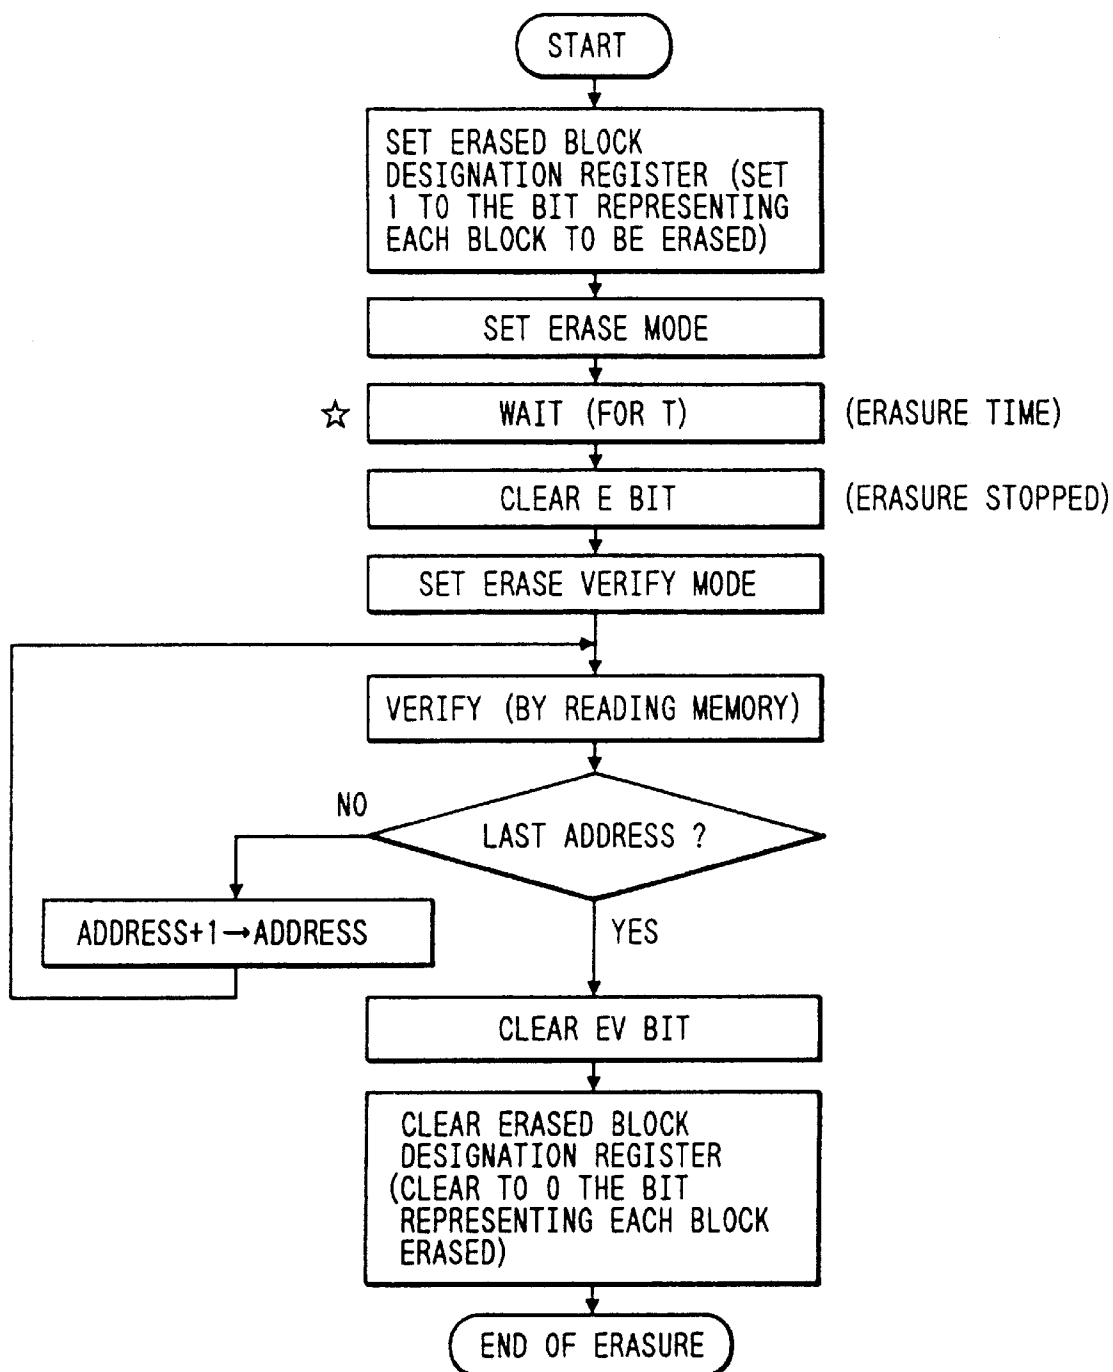 START
SET ERASED BLOCK
DESIGNATION REGISTER (SET
1 TO THE BIT REPRESENTING
EACH BLOCK TO BE ERASED)
SET ERASE MODE
☆ WAIT (FOR T) (ERASURE TIME)
CLEAR E BIT (ERASURE STOPPED)
SET ERASE VERIFY MODE
VERIFY (BY READING MEMORY)
NO
LAST ADDRESS ?
ADDRESS+1→ADDRESS
YES
CLEAR EV BIT
CLEAR ERASED BLOCK
DESIGNATION REGISTER
(CLEAR TO 0 THE BIT
REPRESENTING EACH BLOCK
ERASED)
END OF ERASURE